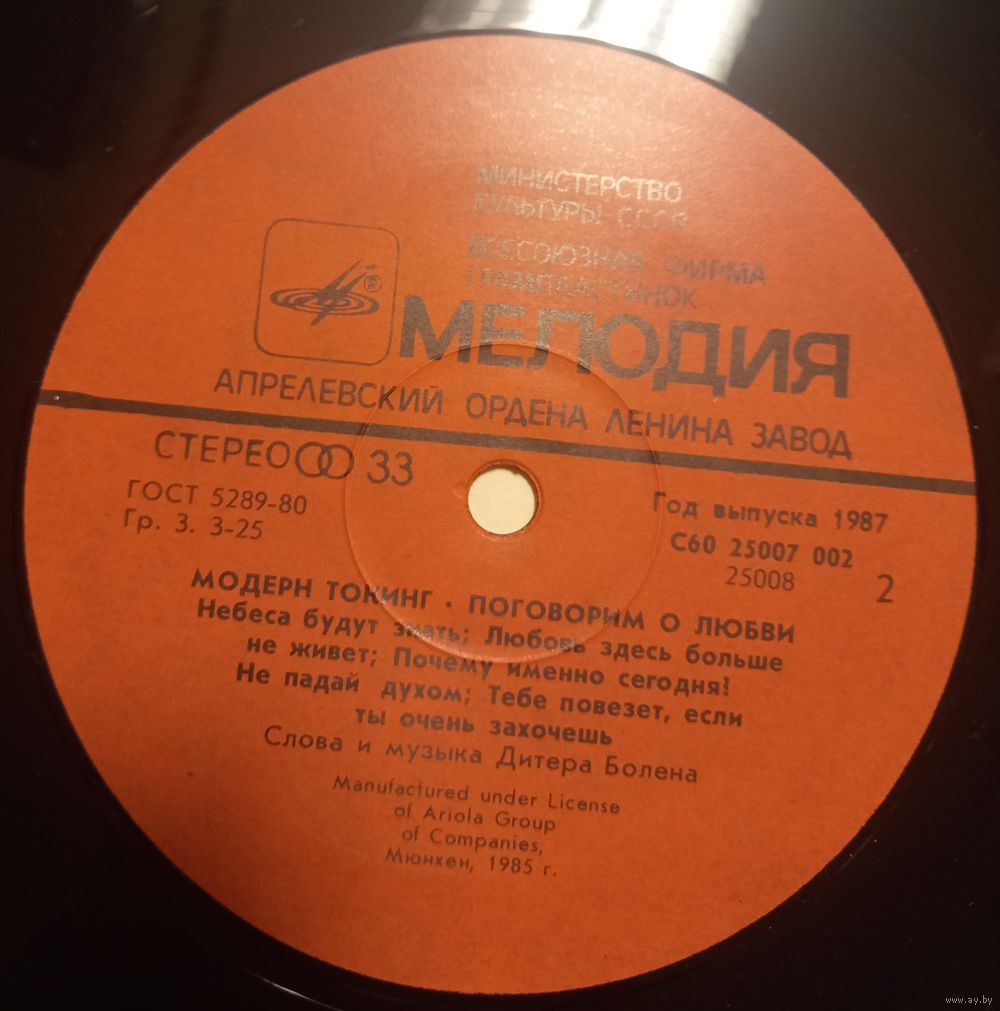 МИНИСТЕРСТВО
КУЛЬТУРЫ СССР
ВСЕСОЮЗНАЯ ФИРМА
ГРАМПЛАСТИНОК
МЕЛОДИЯ
®
АПРЕЛЕВСКИЙ ОРДЕНА ЛЕНИНА ЗАВОД
СТЕРЕО 33
ГОСТ 5289-80
Гр. 3. 3-25
Год выпуска 1987
С60 25007 002
25008
2
МОДЕРН ТОКИНГ · ПОГОВОРИМ О ЛЮБВИ
Небеса будут знать; Любовь здесь больше
не живет; Почему именно сегодня?
Не падай духом; Тебе повезет, если
ты очень захочешь
Слова и музыка Дитера Болена
Manufactured under License
of Ariola Group
of Companies,
Мюнхен, 1985 г.
www.ay.by